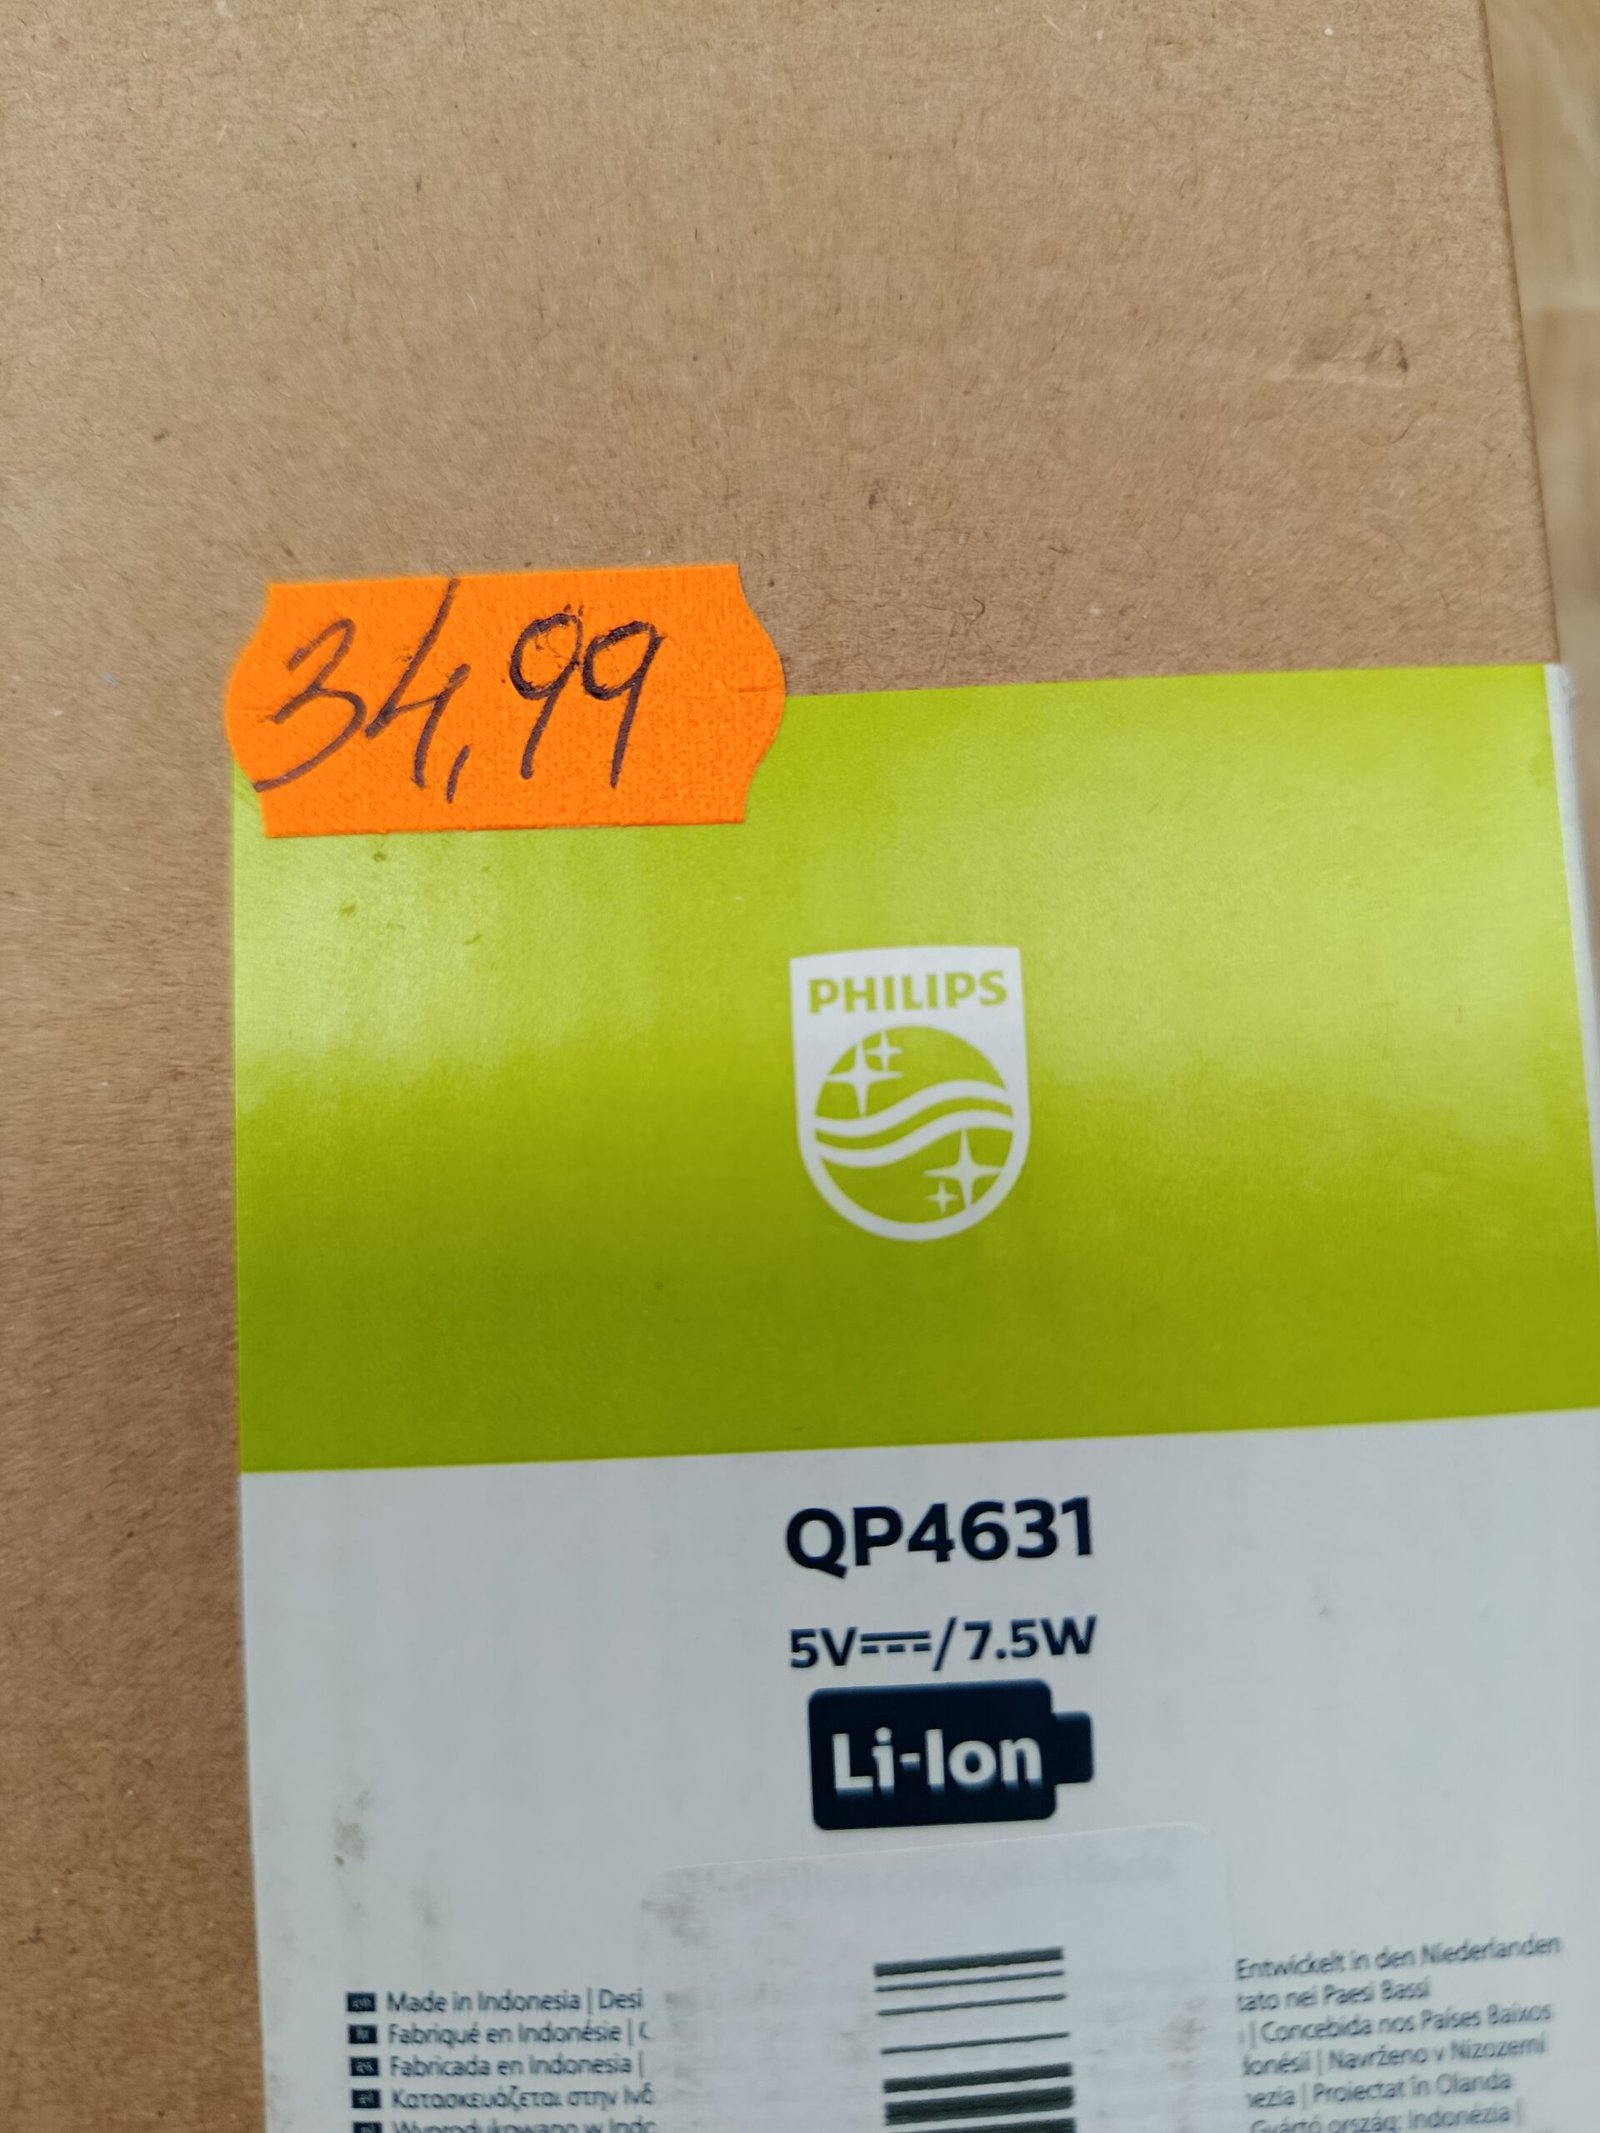 34,99
PHILIPS
QP4631
5V⎓/7.5W
Li-Ion
Made in Indonesia | Desi
Fabriqué en Indonésie |
Fabricada en Indonesia |
Κατασκευάζεται στην Ινδ
Wyprodukowano w Indo
Entwickelt in den Niederlanden
tato nei Paesi Bassi
| Concebida nos Países Baixos
donésii | Navrženo v Nizozemí
nezia | Proiectat în Olanda
Gyártó ország: Indonézia |